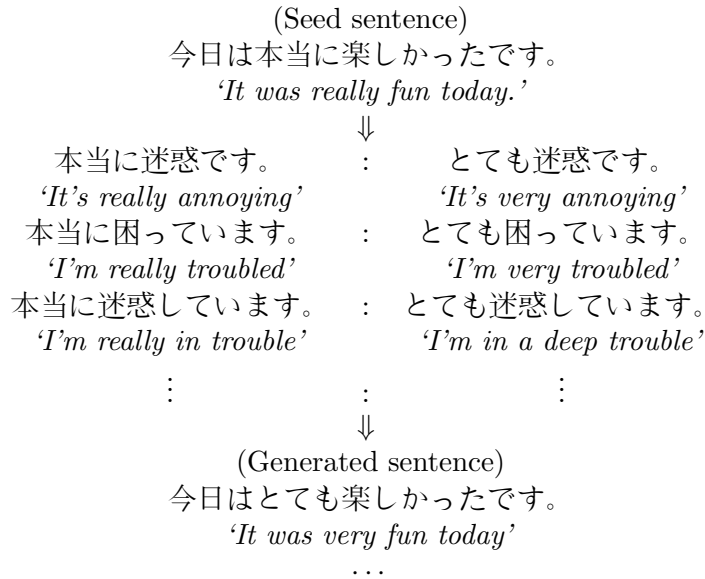 (Seed sentence)
今日は本当に楽しかったです。
‘It was really fun today.’
⇓
本当に迷惑です。 : とても迷惑です。
‘It's really annoying’ ‘It's very annoying’
本当に困っています。 : とても困っています。
‘I'm really troubled’ ‘I'm very troubled’
本当に迷惑しています。 : とても迷惑しています。
‘I'm really in trouble’ ‘I'm in a deep trouble’
⋮ : ⋮
⇓
(Generated sentence)
今日はとても楽しかったです。
‘It was very fun today’
...